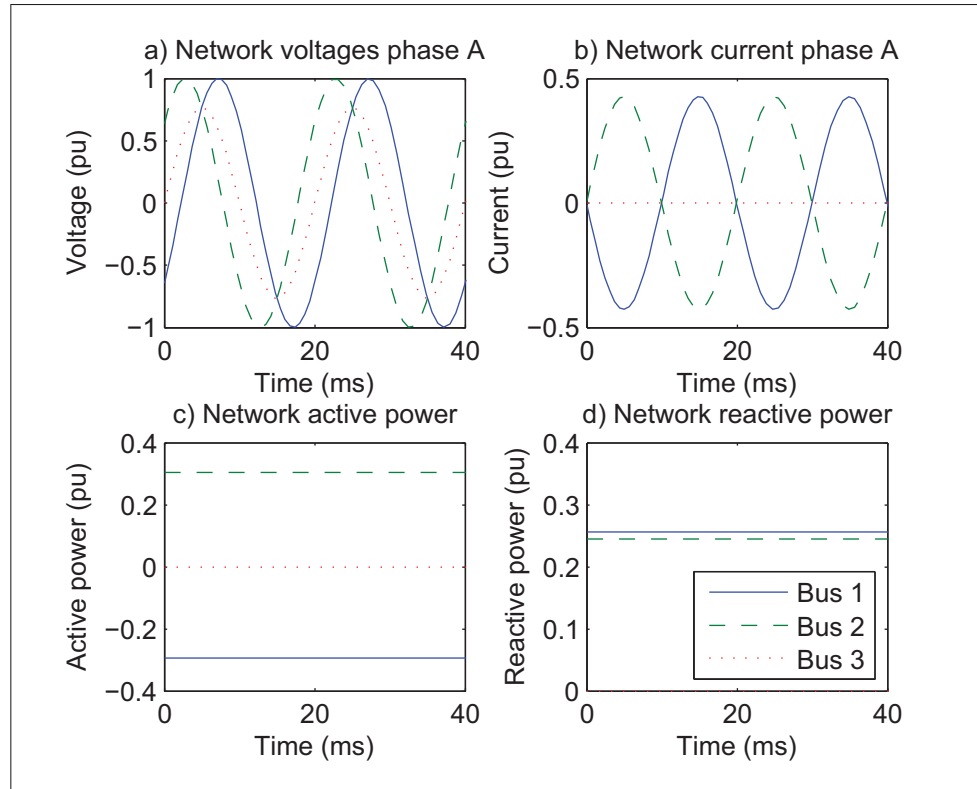 a) Network voltages phase A
1
0.5
0
−0.5
−1
Voltage (pu)
0
20
40
Time (ms)
b) Network current phase A
0.5
0
−0.5
Current (pu)
0
20
40
Time (ms)
c) Network active power
0.4
0.2
0
−0.2
−0.4
Active power (pu)
0
20
40
Time (ms)
d) Network reactive power
0.4
0.3
0.2
0.1
0
Reactive power (pu)
Bus 1
Bus 2
Bus 3
0
20
40
Time (ms)